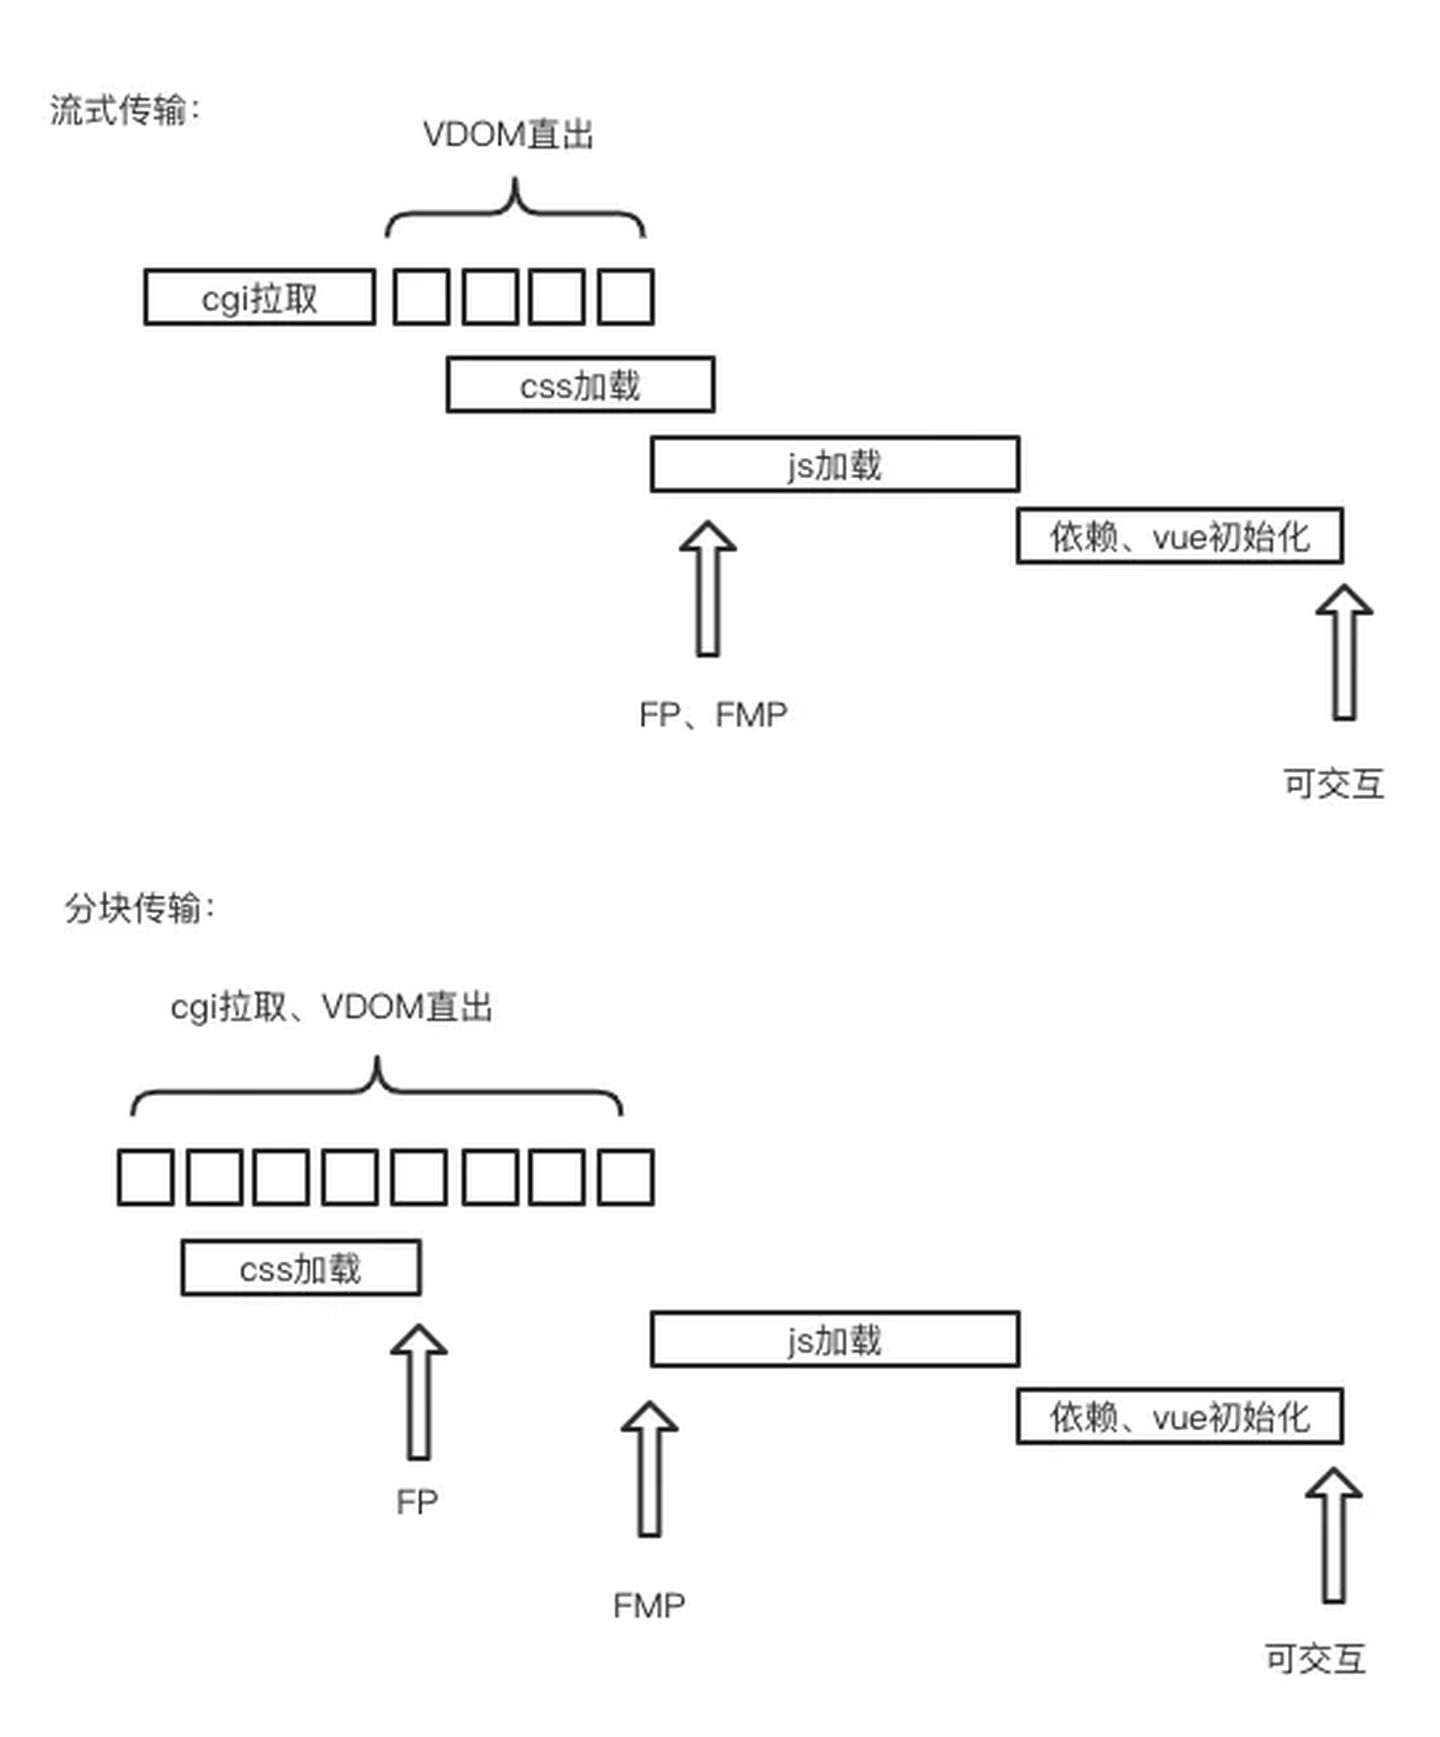 流式传输：
VDOM直出
cgi拉取
css加载
js加载
依赖、vue初始化
FP、FMP
可交互
分块传输：
cgi拉取、VDOM直出
css加载
js加载
依赖、vue初始化
FP
FMP
可交互